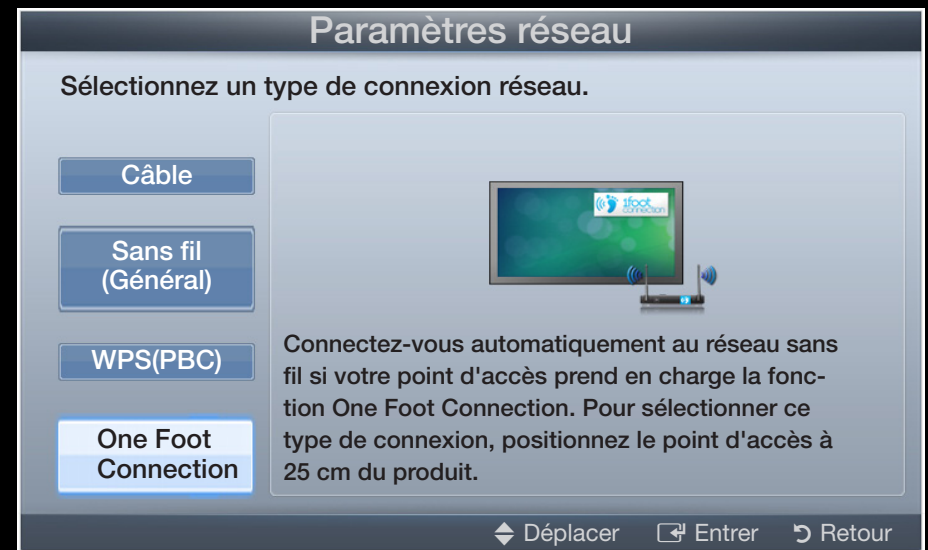 Paramètres réseau
Sélectionnez un type de connexion réseau.
Câble
Sans fil
(Général)
WPS(PBC)
One Foot
Connection
1foot
connection
Connectez-vous automatiquement au réseau sans
fil si votre point d'accès prend en charge la fonc-
tion One Foot Connection. Pour sélectionner ce
type de connexion, positionnez le point d'accès à
25 cm du produit.
Déplacer Entrer Retour